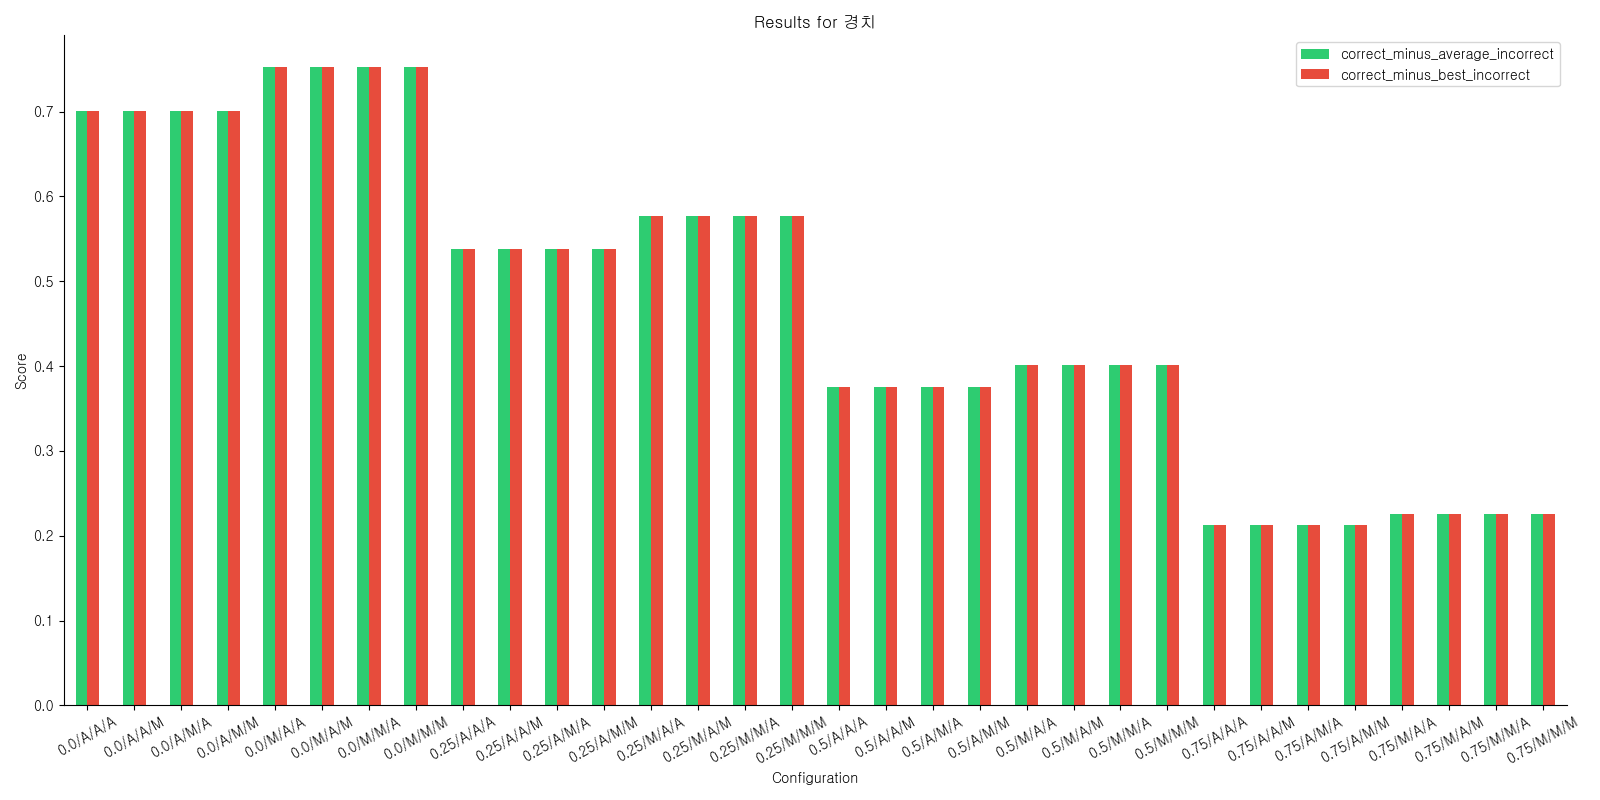 Results for 경치
correct_minus_average_incorrect
correct_minus_best_incorrect
Score
0.7
0.6
0.5
0.4
0.3
0.2
0.1
0.0
0.0/A/A/A
0.0/A/A/M
0.0/A/M/A
0.0/A/M/M
0.0/M/A/A
0.0/M/A/M
0.0/M/M/A
0.0/M/M/M
0.25/A/A/A
0.25/A/A/M
0.25/A/M/A
0.25/A/M/M
0.25/M/A/A
0.25/M/A/M
0.25/M/M/A
0.25/M/M/M
0.5/A/A/A
0.5/A/A/M
0.5/A/M/A
0.5/A/M/M
0.5/M/A/A
0.5/M/A/M
0.5/M/M/A
0.5/M/M/M
0.75/A/A/A
0.75/A/A/M
0.75/A/M/A
0.75/A/M/M
0.75/M/A/A
0.75/M/A/M
0.75/M/M/A
0.75/M/M/M
Configuration